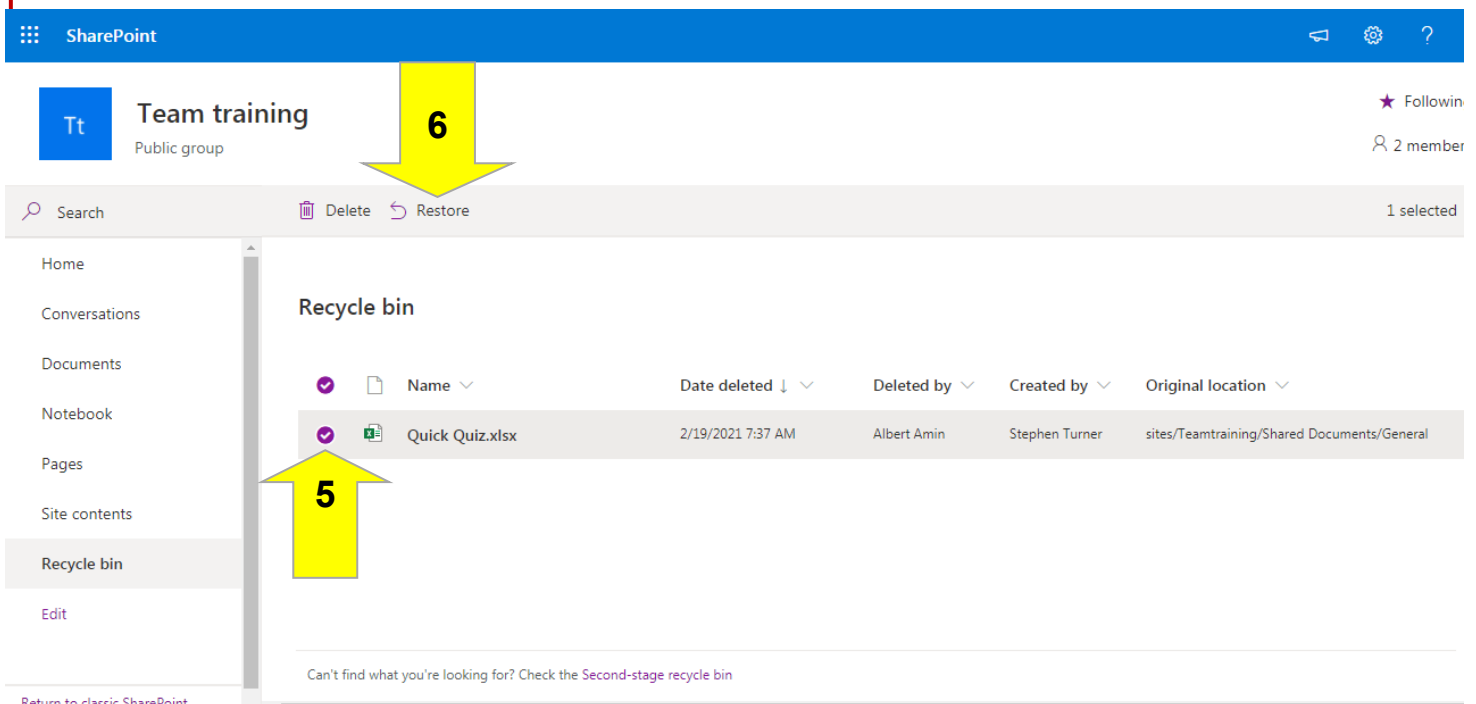 SharePoint
?
Tt
Team training
Public group
6
Followin
2 member
Search
Delete Restore
1 selected
Home
Conversations
Documents
Notebook
Pages
Site contents
Recycle bin
Edit
Return to classic SharePoint
Recycle bin
Name Date deleted ↓ Deleted by Created by Original location
Quick Quiz.xlsx 2/19/2021 7:37 AM Albert Amin Stephen Turner sites/Teamtraining/Shared Documents/General
5
Can't find what you're looking for? Check the Second-stage recycle bin